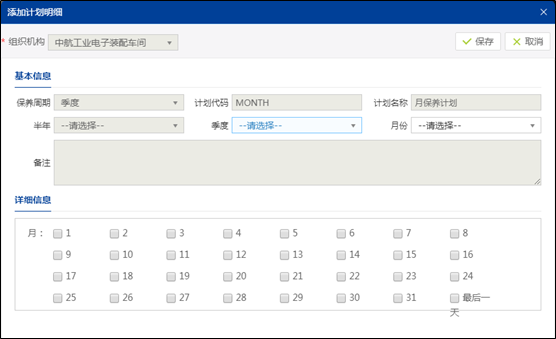 添加计划明细
* 组织机构 中航工业电子装配车间 保存 取消
基本信息
保养周期 季度 计划代码 MONTH 计划名称 月保养计划
半年 --请选择-- 季度 --请选择-- 月份 --请选择--
备注
详细信息
月： 1 2 3 4 5 6 7 8
9 10 11 12 13 14 15 16
17 18 19 20 21 22 23 24
25 26 27 28 29 30 31 最后一
天